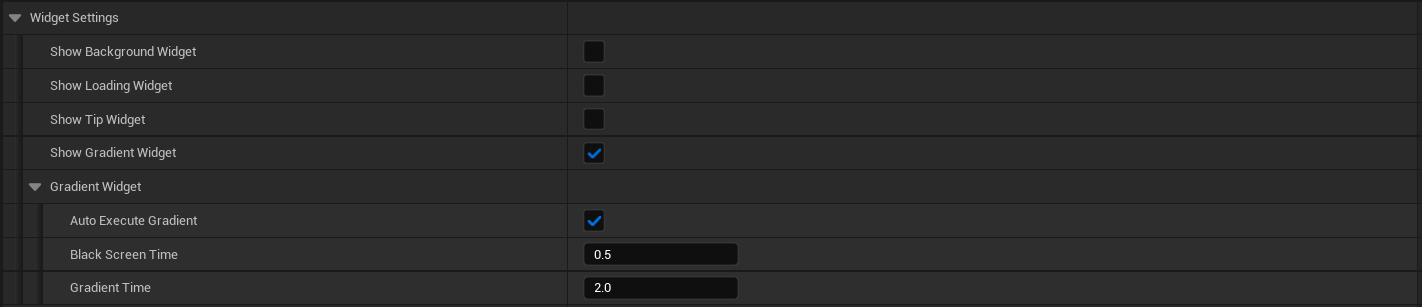 Widget Settings
Show Background Widget
Show Loading Widget
Show Tip Widget
Show Gradient Widget
Gradient Widget
Auto Execute Gradient
Black Screen Time 0.5
Gradient Time 2.0